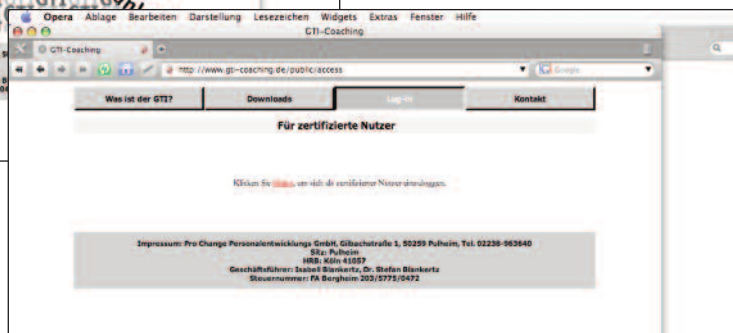 Opera Ablage Bearbeiten Darstellung Lesezeichen Widgets Extras Fenster Hilfe
GTI-Coaching
GTI-Coaching
http://www.gti-coaching.de/public/access
Google
Was ist der GTI? Downloads Log-in Kontakt
Für zertifizierte Nutzer
Klicken Sie hier, um sich als zertifizierter Nutzer einzuloggen.
Impressum: Pro Change Personalentwicklungs GmbH, Gilbachstraße 1, 50259 Pulheim, Tel. 02238-963640
Sitz: Pulheim
HRB: Köln 41057
Geschäftsführer: Isabell Blankertz, Dr. Stefan Blankertz
Steuernummer: FA Bergheim 203/5775/0472